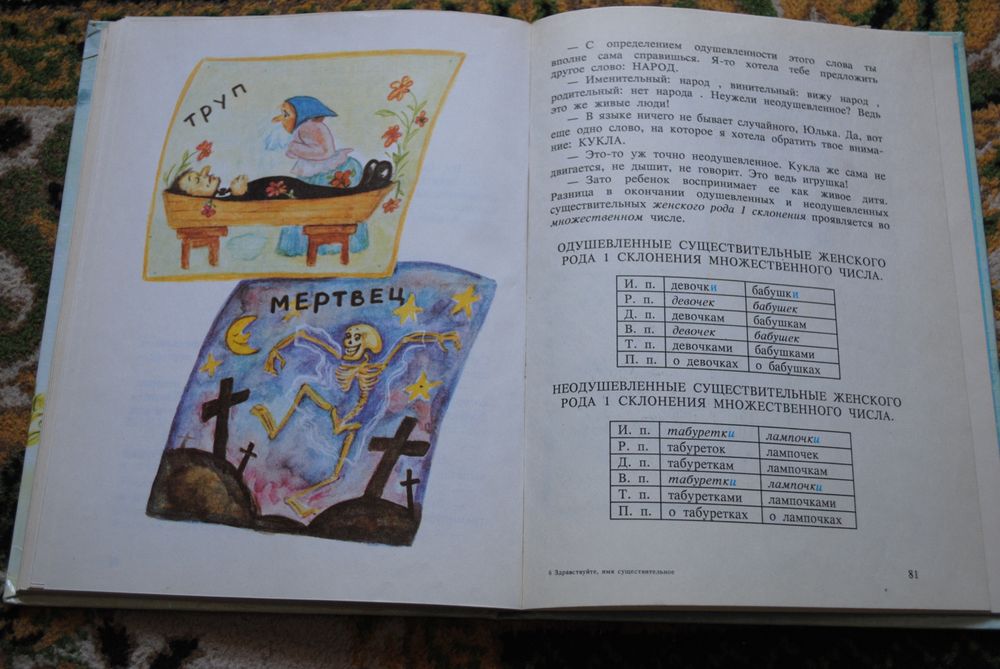 ТРУП
МЕРТВЕЦ
— С определением одушевленности этого слова ты
вполне сама справишься. Я-то хотела тебе предложить
другое слово: НАРОД.
— Именительный: народ , винительный: вижу народ ,
родительный: нет народа . Неужели неодушевленное? Ведь
это же живые люди!
— В языке ничего не бывает случайного, Юлька. Да, вот
еще одно слово, на которое я хотела обратить твое внима-
ние: КУКЛА.
— Это-то уж точно неодушевленное. Кукла же сама не
двигается, не дышит, не говорит. Это ведь игрушка!
— Зато ребенок воспринимает ее как живое дитя.
Разница в окончании одушевленных и неодушевленных
существительных женского рода 1 склонения проявляется во
множественном числе.
ОДУШЕВЛЕННЫЕ СУЩЕСТВИТЕЛЬНЫЕ ЖЕНСКОГО
РОДА 1 СКЛОНЕНИЯ МНОЖЕСТВЕННОГО ЧИСЛА.
И. п. девочки бабушки
Р. п. девочек бабушек
Д. п. девочкам бабушкам
В. п. девочек бабушек
Т. п. девочками бабушками
П. п. о девочках о бабушках
НЕОДУШЕВЛЕННЫЕ СУЩЕСТВИТЕЛЬНЫЕ ЖЕНСКОГО
РОДА 1 СКЛОНЕНИЯ МНОЖЕСТВЕННОГО ЧИСЛА.
И. п. табуретки лампочки
Р. п. табуреток лампочек
Д. п. табуреткам лампочкам
В. п. табуретки лампочки
Т. п. табуретками лампочками
П. п. о табуретках о лампочках
6 Здравствуйте, имя существительное
81